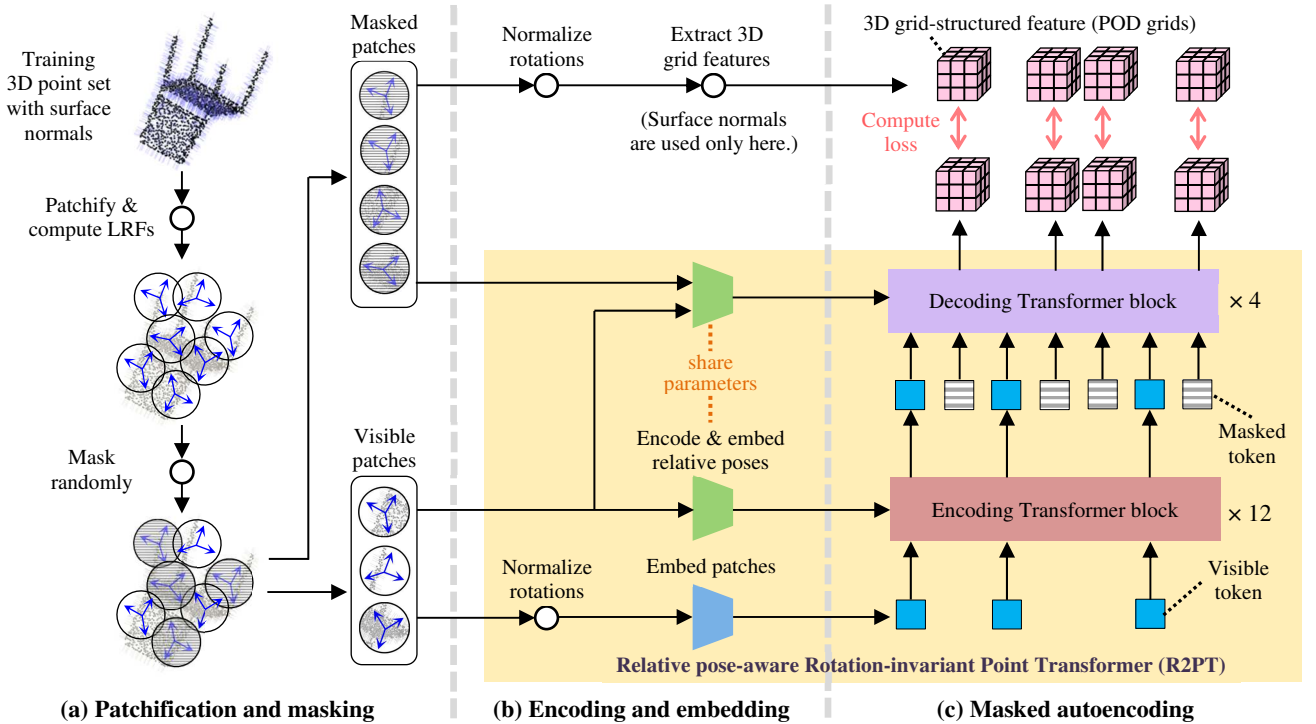 Training
3D point set
with surface
normals
Patchify &
compute LRFs
Mask
randomly
Masked
patches
Visible
patches
(a) Patchification and masking
Normalize
rotations
Extract 3D
grid features
(Surface normals
are used only here.)
share
parameters
Encode & embed
relative poses
Normalize
rotations
Embed patches
(b) Encoding and embedding
3D grid-structured feature (POD grids)
Compute
loss
Decoding Transformer block
× 4
Masked
token
Encoding Transformer block
× 12
Visible
token
Relative pose-aware Rotation-invariant Point Transformer (R2PT)
(c) Masked autoencoding